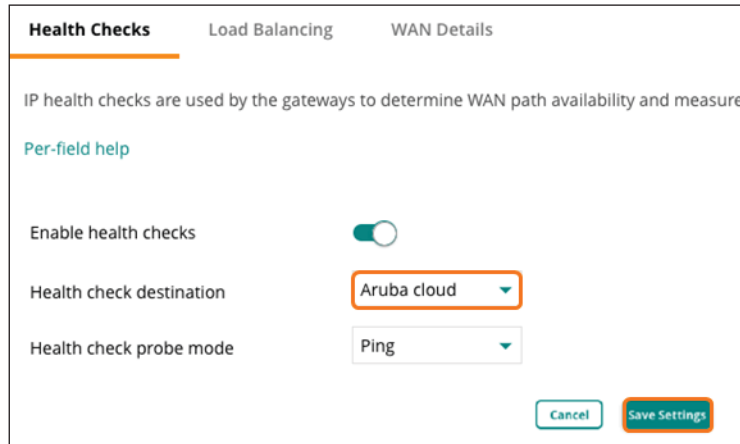 Health Checks Load Balancing WAN Details
IP health checks are used by the gateways to determine WAN path availability and measure
Per-field help
Enable health checks
Health check destination Aruba cloud
Health check probe mode Ping
Cancel Save Settings